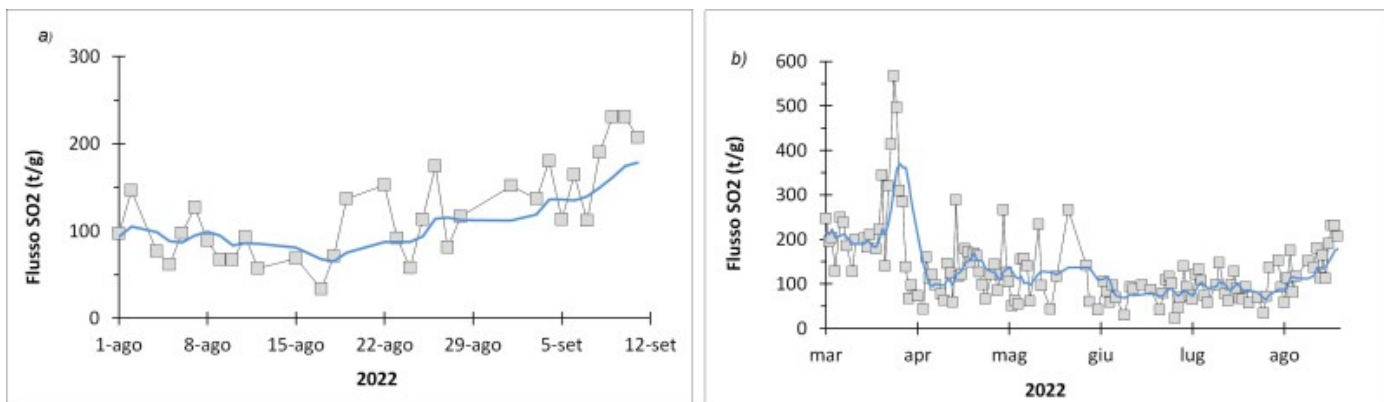 a)
Flusso SO2 (t/g)
300
200
100
0
1-ago 8-ago 15-ago 22-ago 29-ago 5-set 12-set
2022
b)
Flusso SO2 (t/g)
600
500
400
300
200
100
0
mar apr mag giu lug ago
2022